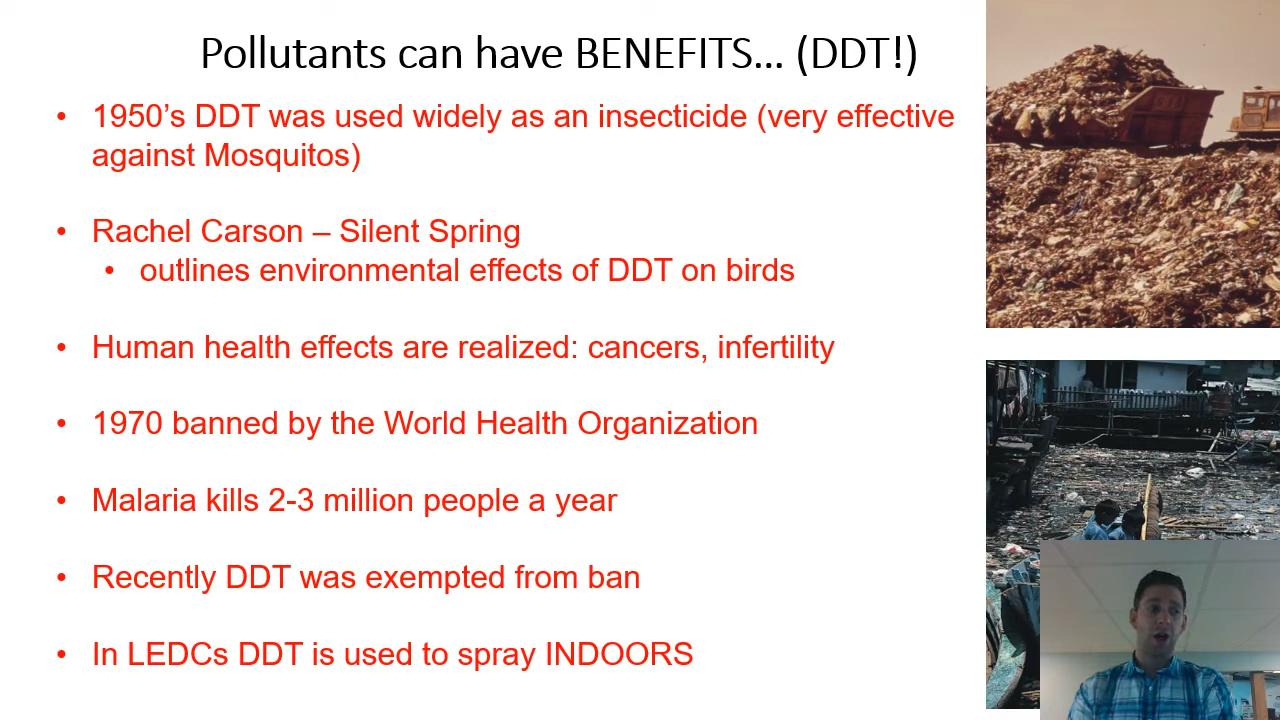 Pollutants can have BENEFITS… (DDT!)
• 1950’s DDT was used widely as an insecticide (very effective
against Mosquitos)
• Rachel Carson – Silent Spring
• outlines environmental effects of DDT on birds
• Human health effects are realized: cancers, infertility
• 1970 banned by the World Health Organization
• Malaria kills 2-3 million people a year
• Recently DDT was exempted from ban
• In LEDCs DDT is used to spray INDOORS